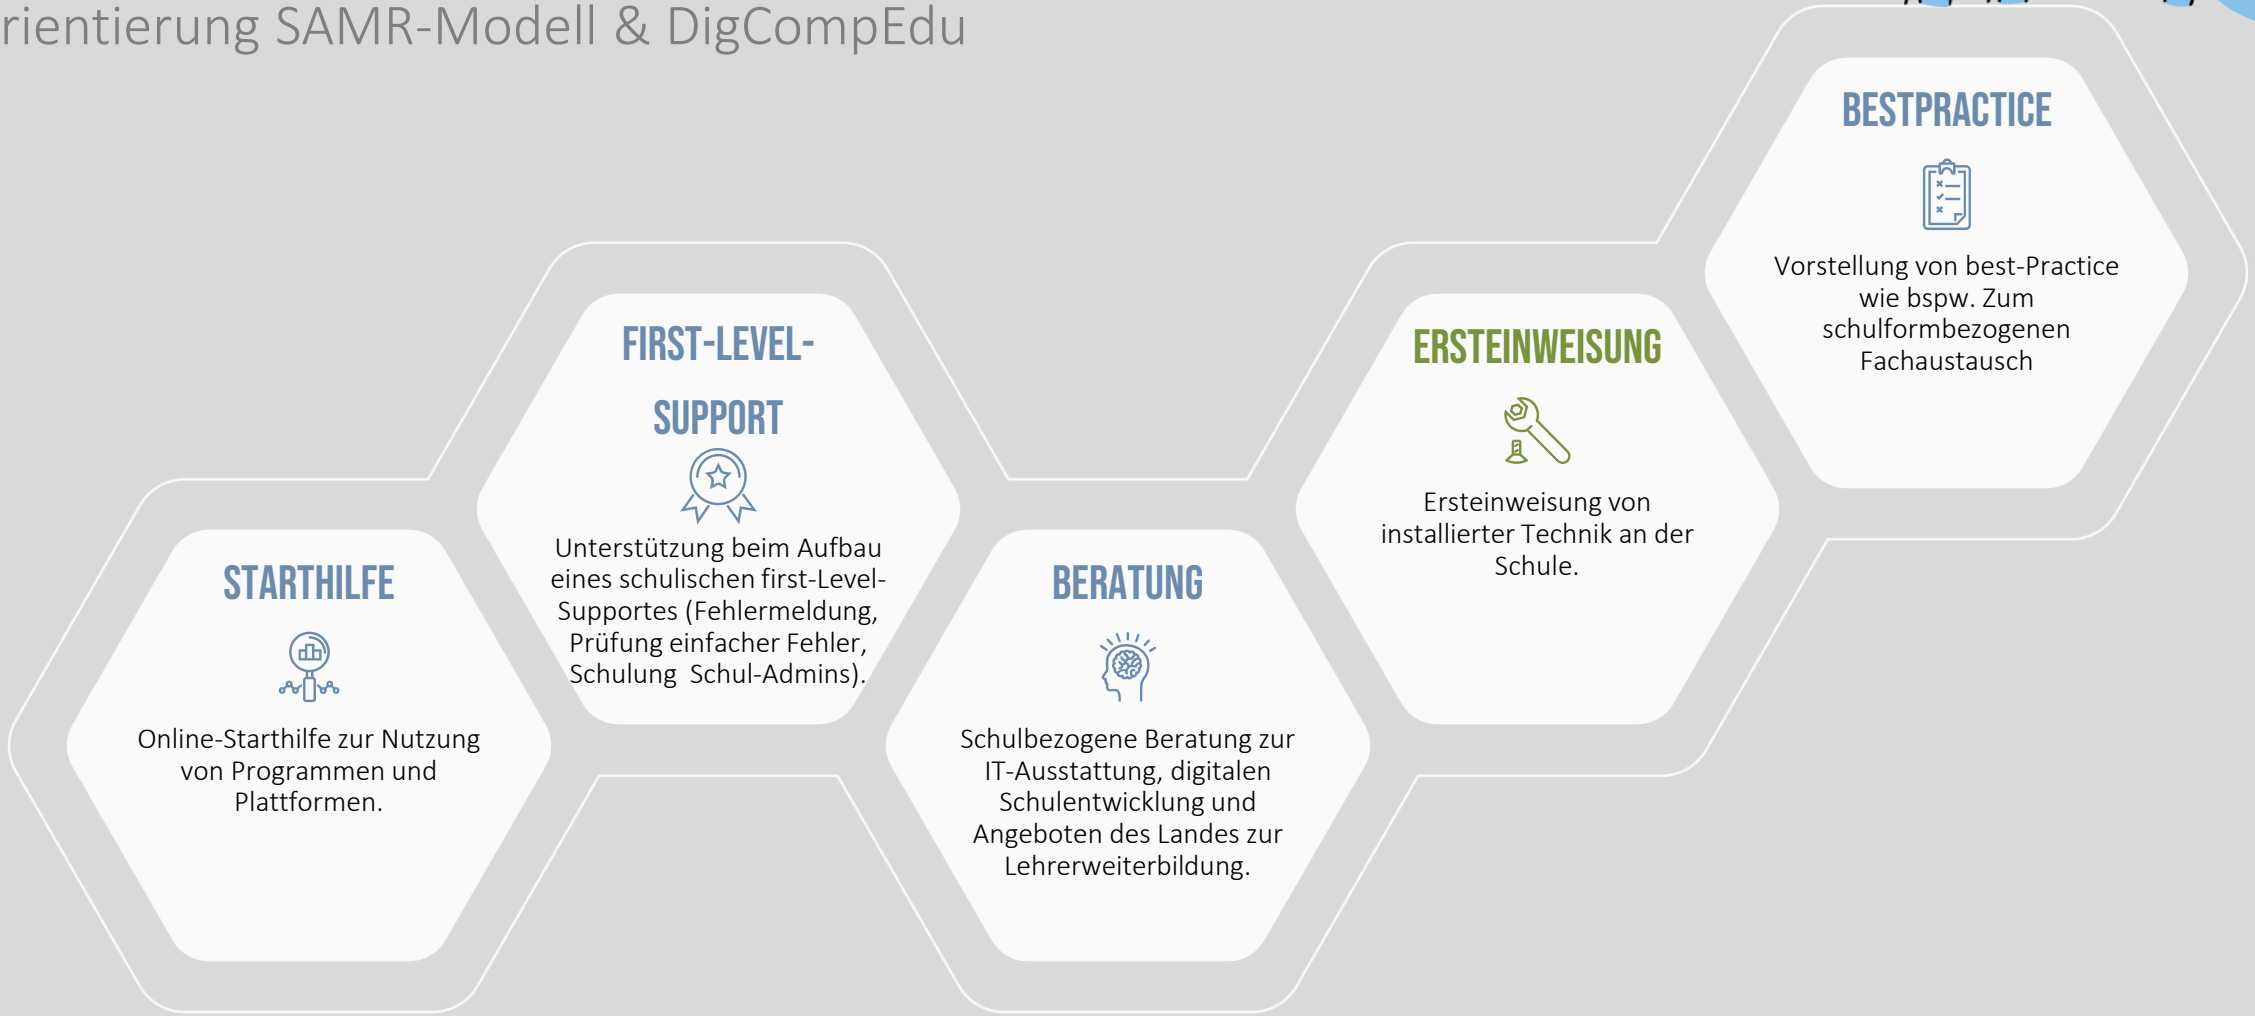 rientierung SAMR-Modell & DigCompEdu
STARTHILFE
Online-Starthilfe zur Nutzung
von Programmen und
Plattformen.
FIRST-LEVEL-
SUPPORT
Unterstützung beim Aufbau
eines schulischen first-Level-
Supportes (Fehlermeldung,
Prüfung einfacher Fehler,
Schulung  Schul-Admins).
BERATUNG
Schulbezogene Beratung zur
IT-Ausstattung, digitalen
Schulentwicklung und
Angeboten des Landes zur
Lehrerweiterbildung.
ERSTEINWEISUNG
Ersteinweisung von
installierter Technik an der
Schule.
BESTPRACTICE
Vorstellung von best-Practice
wie bspw. Zum
schulformbezogenen
Fachaustausch